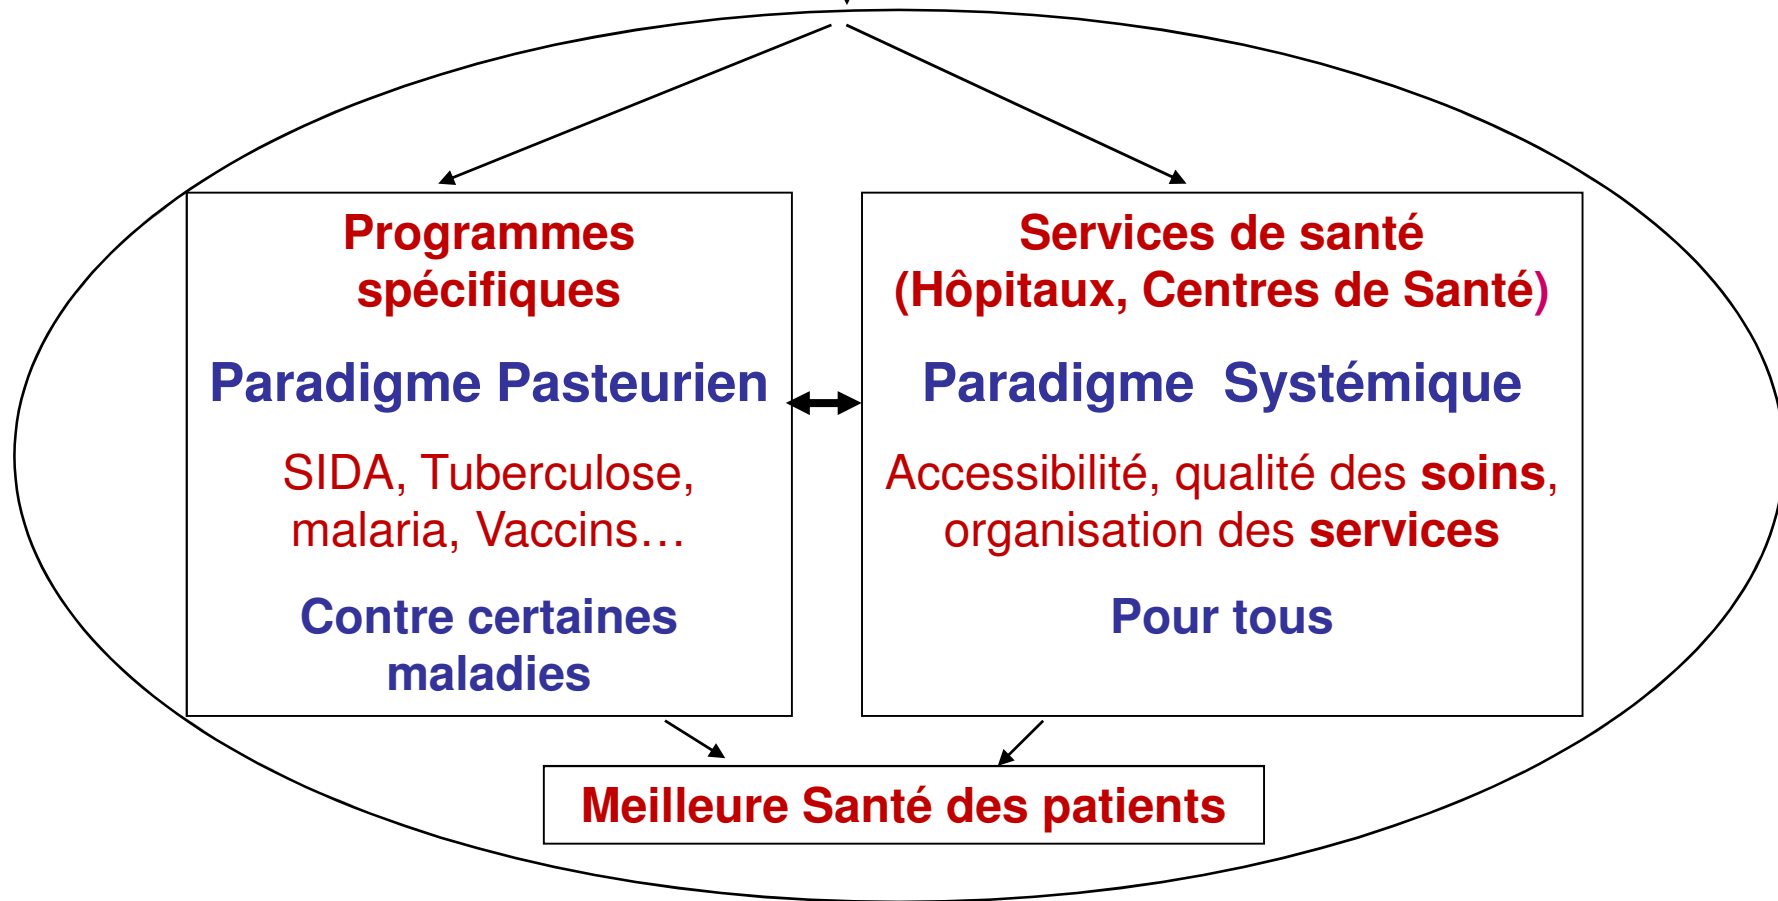 Programmes
spécifiques
Paradigme Pasteurien
SIDA, Tuberculose,
malaria, Vaccins…
Contre certaines
maladies
Services de santé
(Hôpitaux, Centres de Santé)
Paradigme Systémique
Accessibilité, qualité des soins,
organisation des services
Pour tous
Meilleure Santé des patients